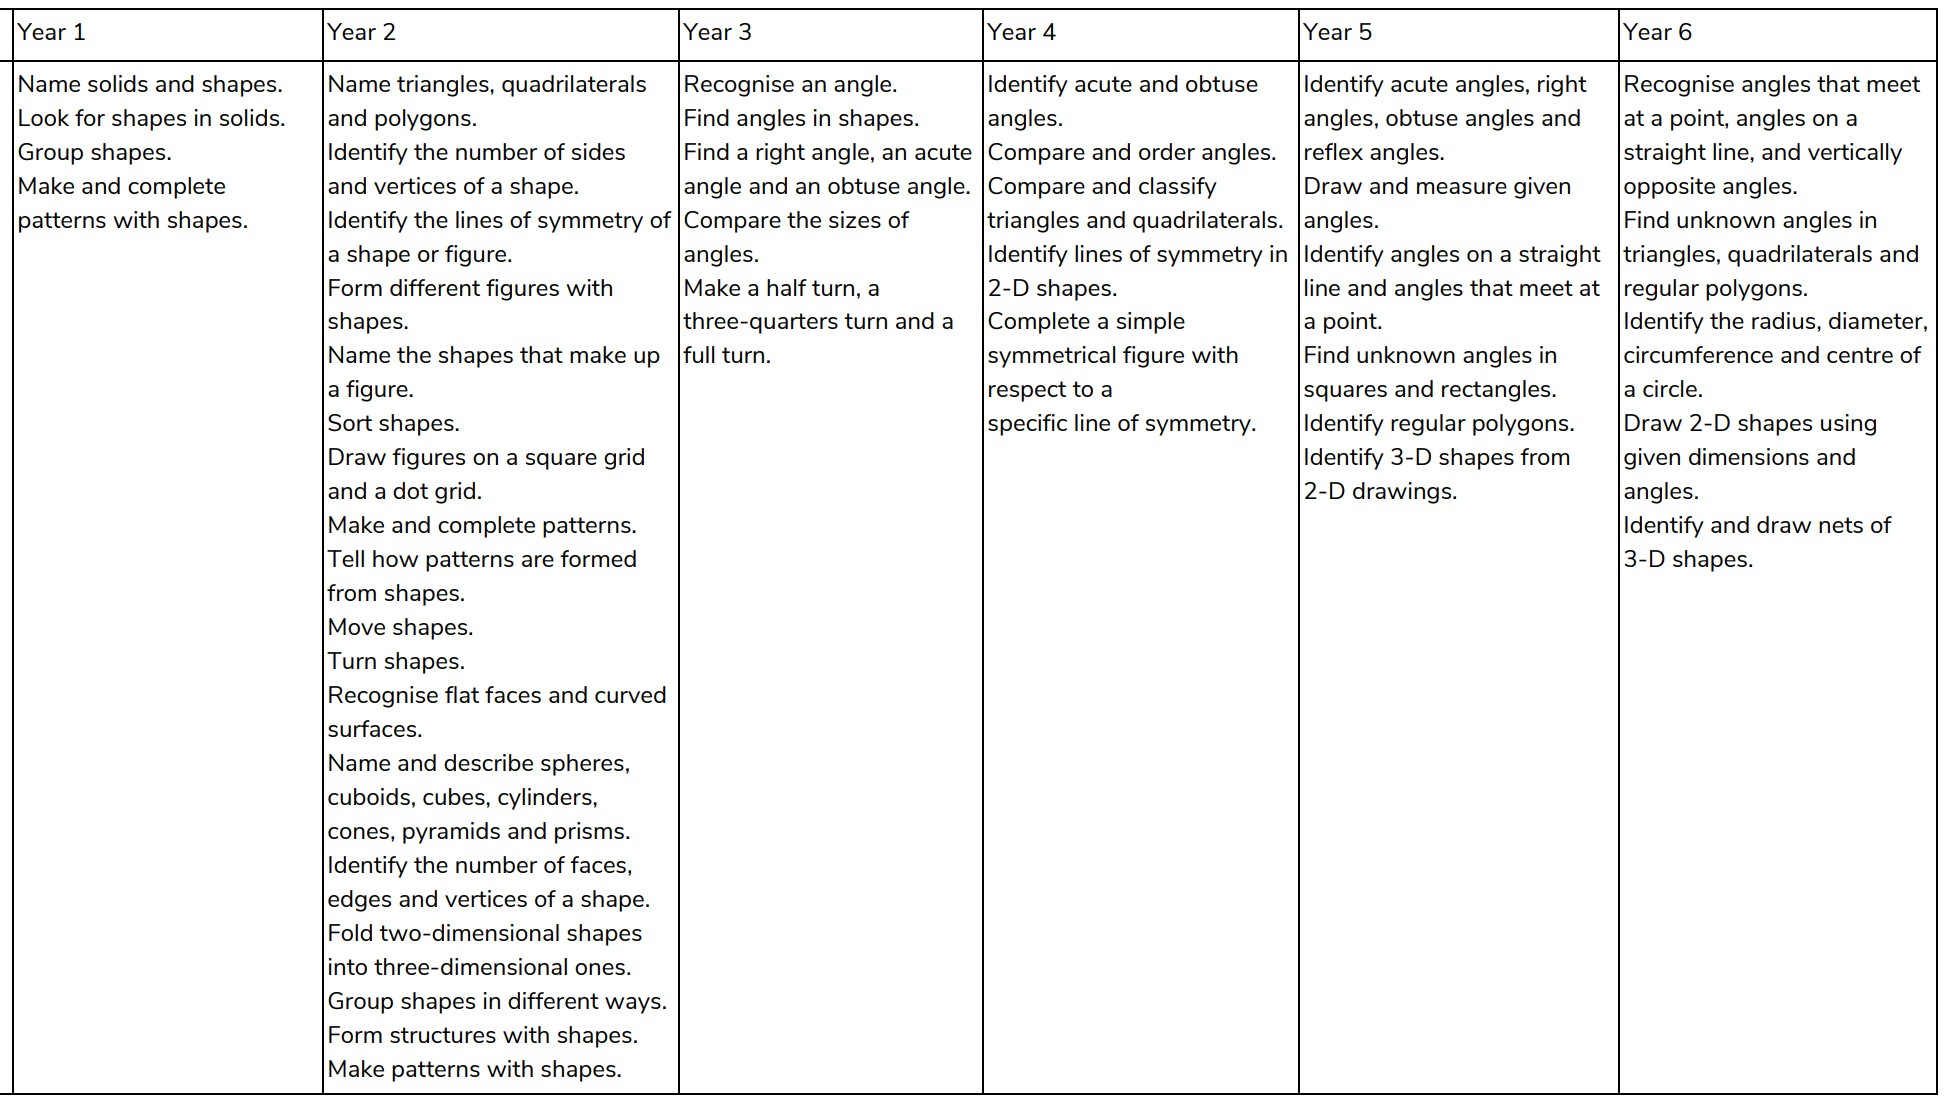 Year 1
Name solids and shapes.
Look for shapes in solids.
Group shapes.
Make and complete
patterns with shapes.
Year 2
Name triangles, quadrilaterals
and polygons.
Identify the number of sides
and vertices of a shape.
Identify the lines of symmetry of
a shape or figure.
Form different figures with
shapes.
Name the shapes that make up
a figure.
Sort shapes.
Draw figures on a square grid
and a dot grid.
Make and complete patterns.
Tell how patterns are formed
from shapes.
Move shapes.
Turn shapes.
Recognise flat faces and curved
surfaces.
Name and describe spheres,
cuboids, cubes, cylinders,
cones, pyramids and prisms.
Identify the number of faces,
edges and vertices of a shape.
Fold two-dimensional shapes
into three-dimensional ones.
Group shapes in different ways.
Form structures with shapes.
Make patterns with shapes.
Year 3
Recognise an angle.
Find angles in shapes.
Find a right angle, an acute
angle and an obtuse angle.
Compare the sizes of
angles.
Make a half turn, a
three-quarters turn and a
full turn.
Year 4
Identify acute and obtuse
angles.
Compare and order angles.
Compare and classify
triangles and quadrilaterals.
Identify lines of symmetry in
2-D shapes.
Complete a simple
symmetrical figure with
respect to a
specific line of symmetry.
Year 5
Identify acute angles, right
angles, obtuse angles and
reflex angles.
Draw and measure given
angles.
Identify angles on a straight
line and angles that meet at
a point.
Find unknown angles in
squares and rectangles.
Identify regular polygons.
Identify 3-D shapes from
2-D drawings.
Year 6
Recognise angles that meet
at a point, angles on a
straight line, and vertically
opposite angles.
Find unknown angles in
triangles, quadrilaterals and
regular polygons.
Identify the radius, diameter,
circumference and centre of
a circle.
Draw 2-D shapes using
given dimensions and
angles.
Identify and draw nets of
3-D shapes.